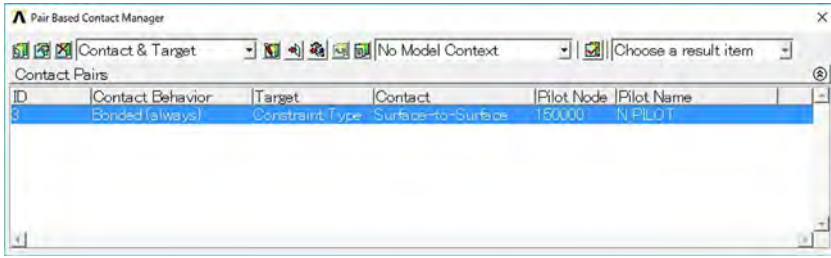 Pair Based Contact Manager
Contact & Target No Model Context Choose a result item
Contact Pairs
ID Contact Behavior Target Contact Pilot Node Pilot Name
3 Bonded (always) Constraint Type Surface-to-Surface 150000 N PILOT